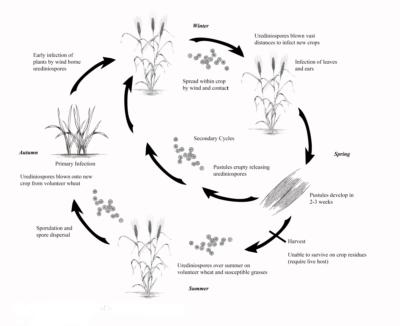 Winter
Early infection of
plants by wind home
urediniospores
Urediniospores blown vast
distances to infect new crops
Infection of leaves
and ears
Spread within crop
by wind and contact
Secondary Cycles
Autumn
Primary Infection
Urediniospores blown onto new
crop from volunteer wheat
Spring
Pustules erupty releasing
urediniospores
Pustules develop in
2-3 weeks
Sporulation and
spore dispersal
Harvest
Unable to survive on crop residues
(require live host)
Urediniospores over summer on
volunteer wheat and susceptible grasses
Summer